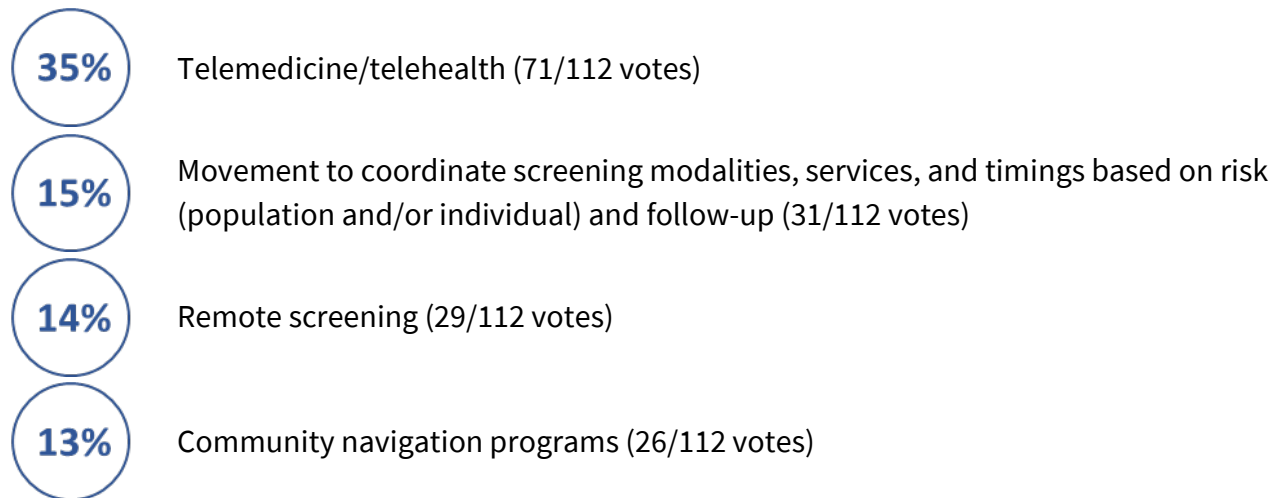 35% Telemedicine/telehealth (71/112 votes)
15% Movement to coordinate screening modalities, services, and timings based on risk
(population and/or individual) and follow-up (31/112 votes)
14% Remote screening (29/112 votes)
13% Community navigation programs (26/112 votes)